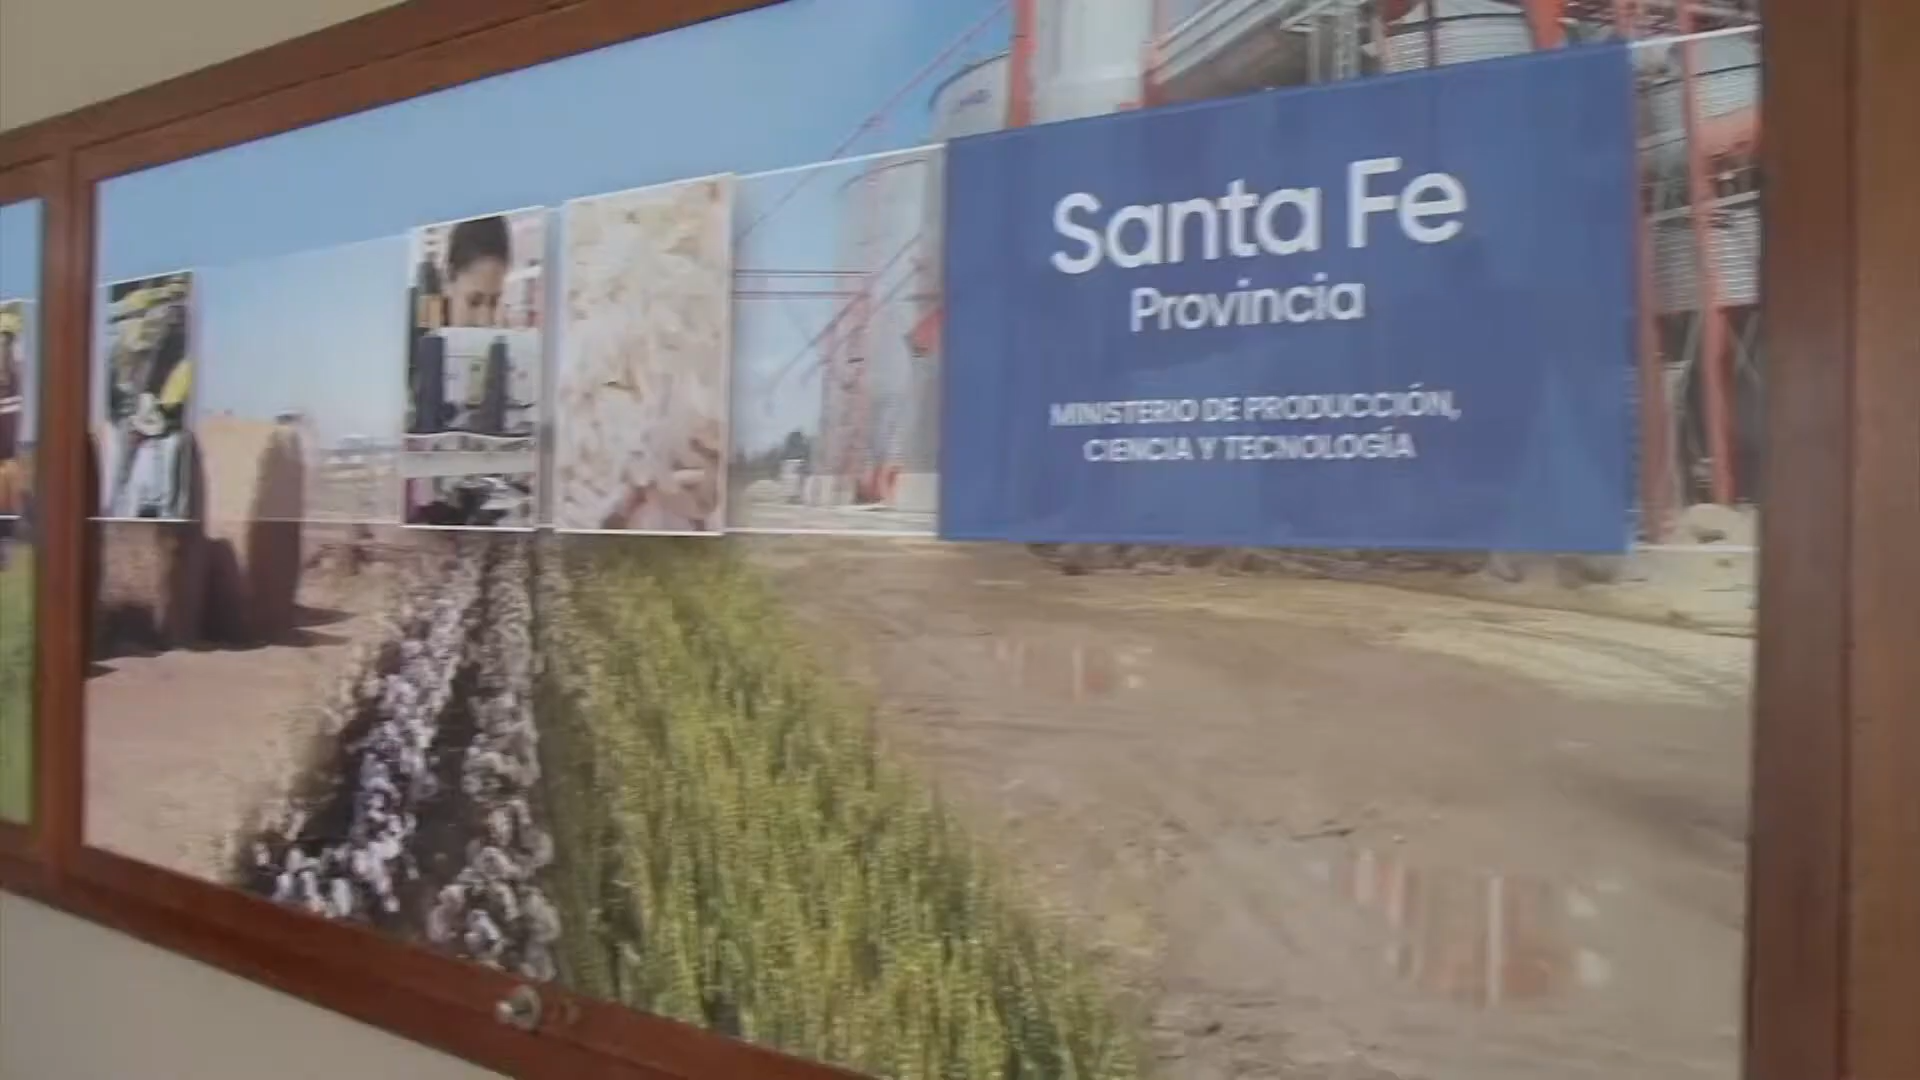 Santa Fe
Provincia
MINISTERIO DE PRODUCCIÓN,
CIENCIA Y TECNOLOGÍA